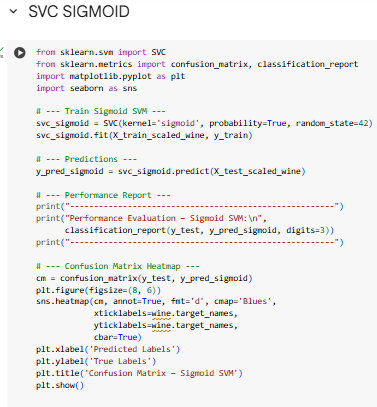 SVC SIGMOID
from sklearn.svm import SVC
from sklearn.metrics import confusion_matrix, classification_report
import matplotlib.pyplot as plt
import seaborn as sns
# --- Train Sigmoid SVM ---
svc_sigmoid = SVC(kernel='sigmoid', probability=True, random_state=42)
svc_sigmoid.fit(X_train_scaled_wine, y_train)
# --- Predictions ---
y_pred_sigmoid = svc_sigmoid.predict(X_test_scaled_wine)
# --- Performance Report ---
print("-----------------------------------------------------")
print("Performance Evaluation – Sigmoid SVM:\n",
classification_report(y_test, y_pred_sigmoid, digits=3))
print("-----------------------------------------------------")
# --- Confusion Matrix Heatmap ---
cm = confusion_matrix(y_test, y_pred_sigmoid)
plt.figure(figsize=(8, 6))
sns.heatmap(cm, annot=True, fmt='d', cmap='Blues',
xticklabels=wine.target_names,
yticklabels=wine.target_names,
cbar=True)
plt.xlabel('Predicted Labels')
plt.ylabel('True Labels')
plt.title('Confusion Matrix – Sigmoid SVM')
plt.show()